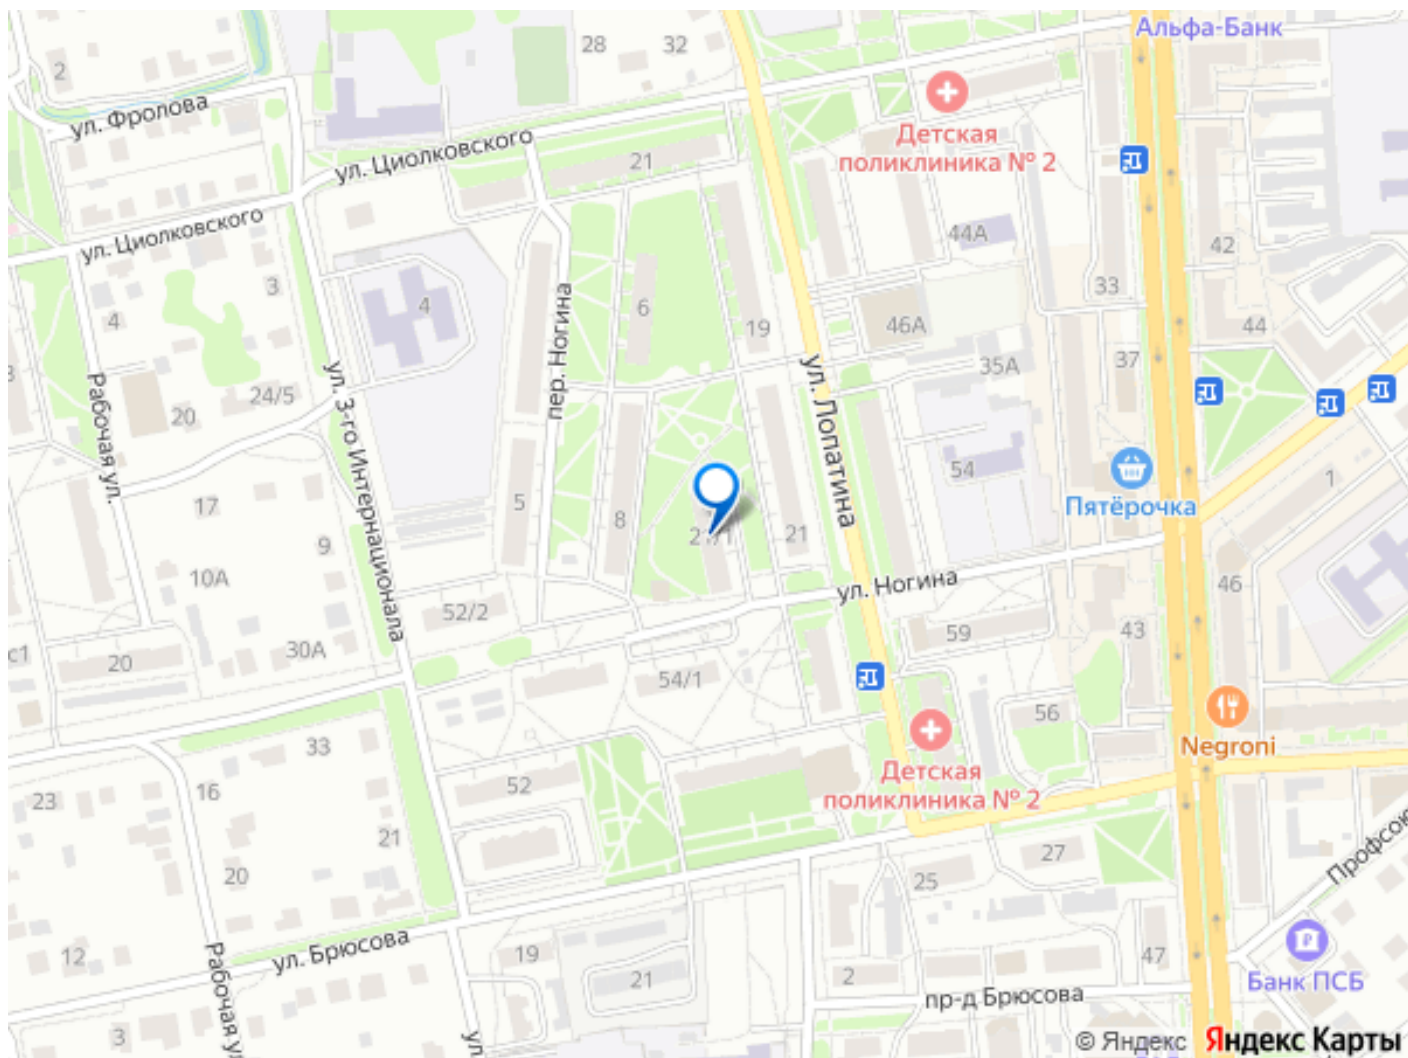 Альфа-Банк
28
32
2
ул. Фролова
Детская
поликлиника № 2
ул. Циолковского
21
ул. Циолковского
44А
42
3
4
6
33
4
19
46А
44
пер. Ногина
35А
37
ул. Лопатина
ул. 3-го Интернационала
Рабочая ул.
24/5
20
54
Пятёрочка
1
17
5
8
21/1
21
9
10А
ул. Ногина
46
52/2
59
43
с1
20
30А
54/1
56
Negroni
33
Детская
поликлиника № 2
52
16
23
21
27
20
25
Профсою
ул. Брюсова
12
19
47
21
2
Банк ПСБ
Рабочая у
пр-д Брюсова
3
ул.
© Яндекс Яндекс Карты